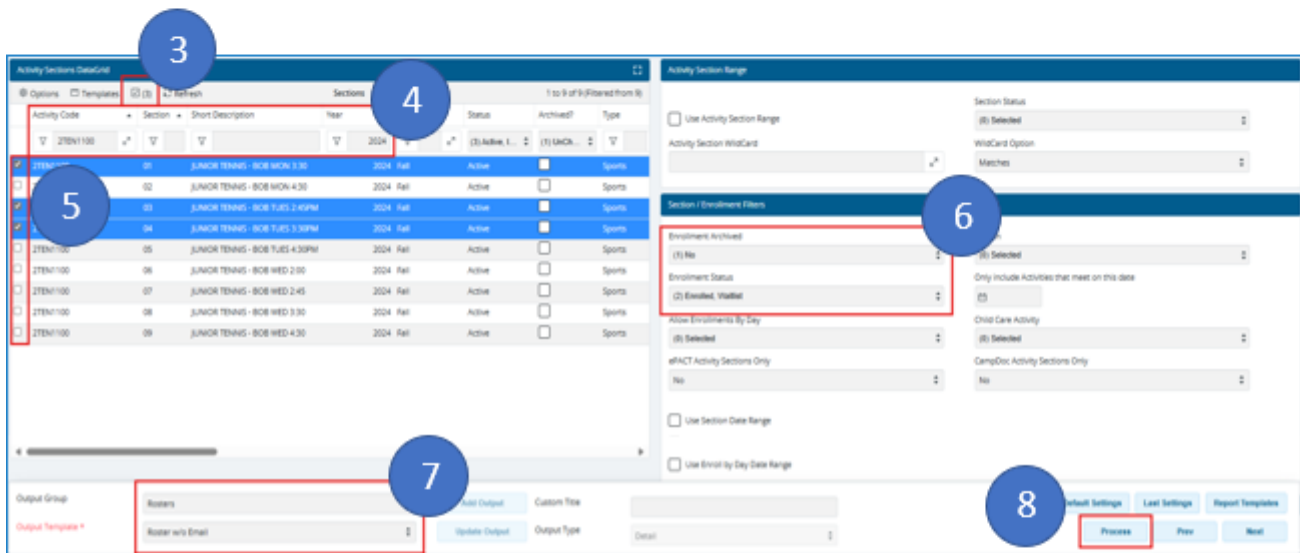 3
Activity Sections DataGrid
Activity Section Range
Options Templates (3) Refresh Sections 1 to 9 of 9 (Filtered from 9)
4
Activity Code Section Short Description Year Status Archived? Type
2TEN1100 2024 (3) Active, I... (1) UnCh...
Use Activity Section Range
Section Status
(0) Selected
Activity Section WildCard
WildCard Option
Matches
2TEN1100 01 JUNIOR TENNIS - BOB MON 3:30 2024 Fall Active Sports
02 JUNIOR TENNIS - BOB MON 4:30 2024 Fall Active Sports
03 JUNIOR TENNIS - BOB TUES 2:45PM 2024 Fall Active Sports
04 JUNIOR TENNIS - BOB TUES 3:30PM 2024 Fall Active Sports
2TEN1100 05 JUNIOR TENNIS - BOB TUES 4:30PM 2024 Fall Active Sports
2TEN1100 06 JUNIOR TENNIS - BOB WED 2:00 2024 Fall Active Sports
2TEN1100 07 JUNIOR TENNIS - BOB WED 2:45 2024 Fall Active Sports
2TEN1100 08 JUNIOR TENNIS - BOB WED 3:30 2024 Fall Active Sports
2TEN1100 09 JUNIOR TENNIS - BOB WED 4:30 2024 Fall Active Sports
5
Section / Enrollment Filters
6
Enrollment Archived
(1) No
(0) Selected
Enrollment Status
(2) Enrolled, Waitlist
Only Include Activities that meet on this date
Allow Enrollments By Day
(0) Selected
Child Care Activity
(0) Selected
ePACT Activity Sections Only
No
CampDoc Activity Sections Only
No
Use Section Date Range
Use Enroll by Day Date Range
7
Output Group Rosters Add Output Custom Title
Output Template * Roster w/o Email Update Output Output Type Detail
8
Default Settings Last Settings Report Templates
Process Prev Next